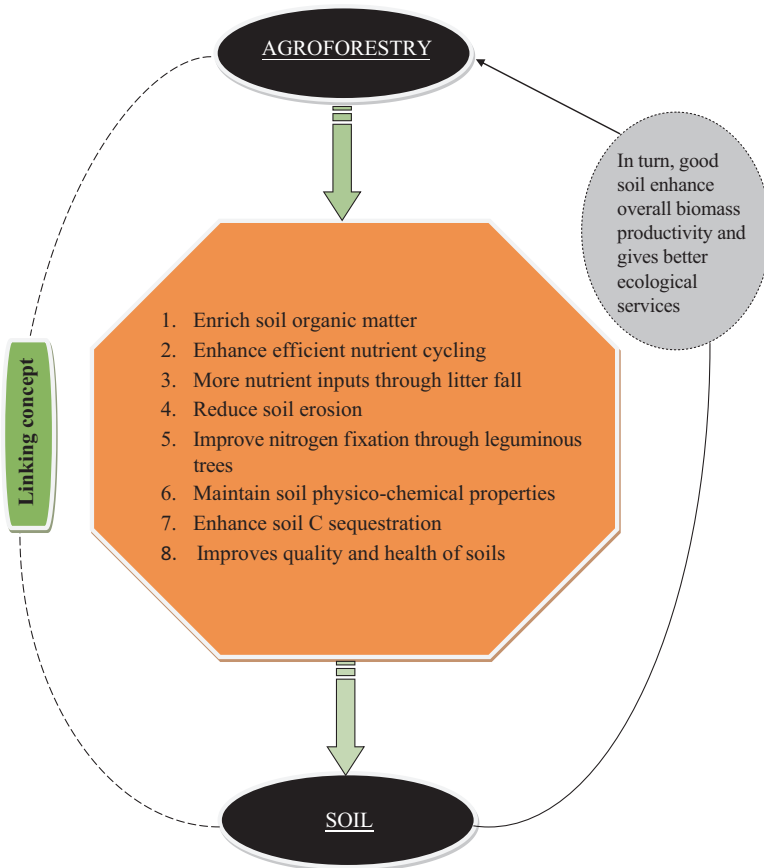 AGROFORESTRY
In turn, good
soil enhance
overall biomass
productivity and
gives better
ecological
services
Linking concept
1. Enrich soil organic matter
2. Enhance efficient nutrient cycling
3. More nutrient inputs through litter fall
4. Reduce soil erosion
5. Improve nitrogen fixation through leguminous
trees
6. Maintain soil physico-chemical properties
7. Enhance soil C sequestration
8. Improves quality and health of soils
SOIL